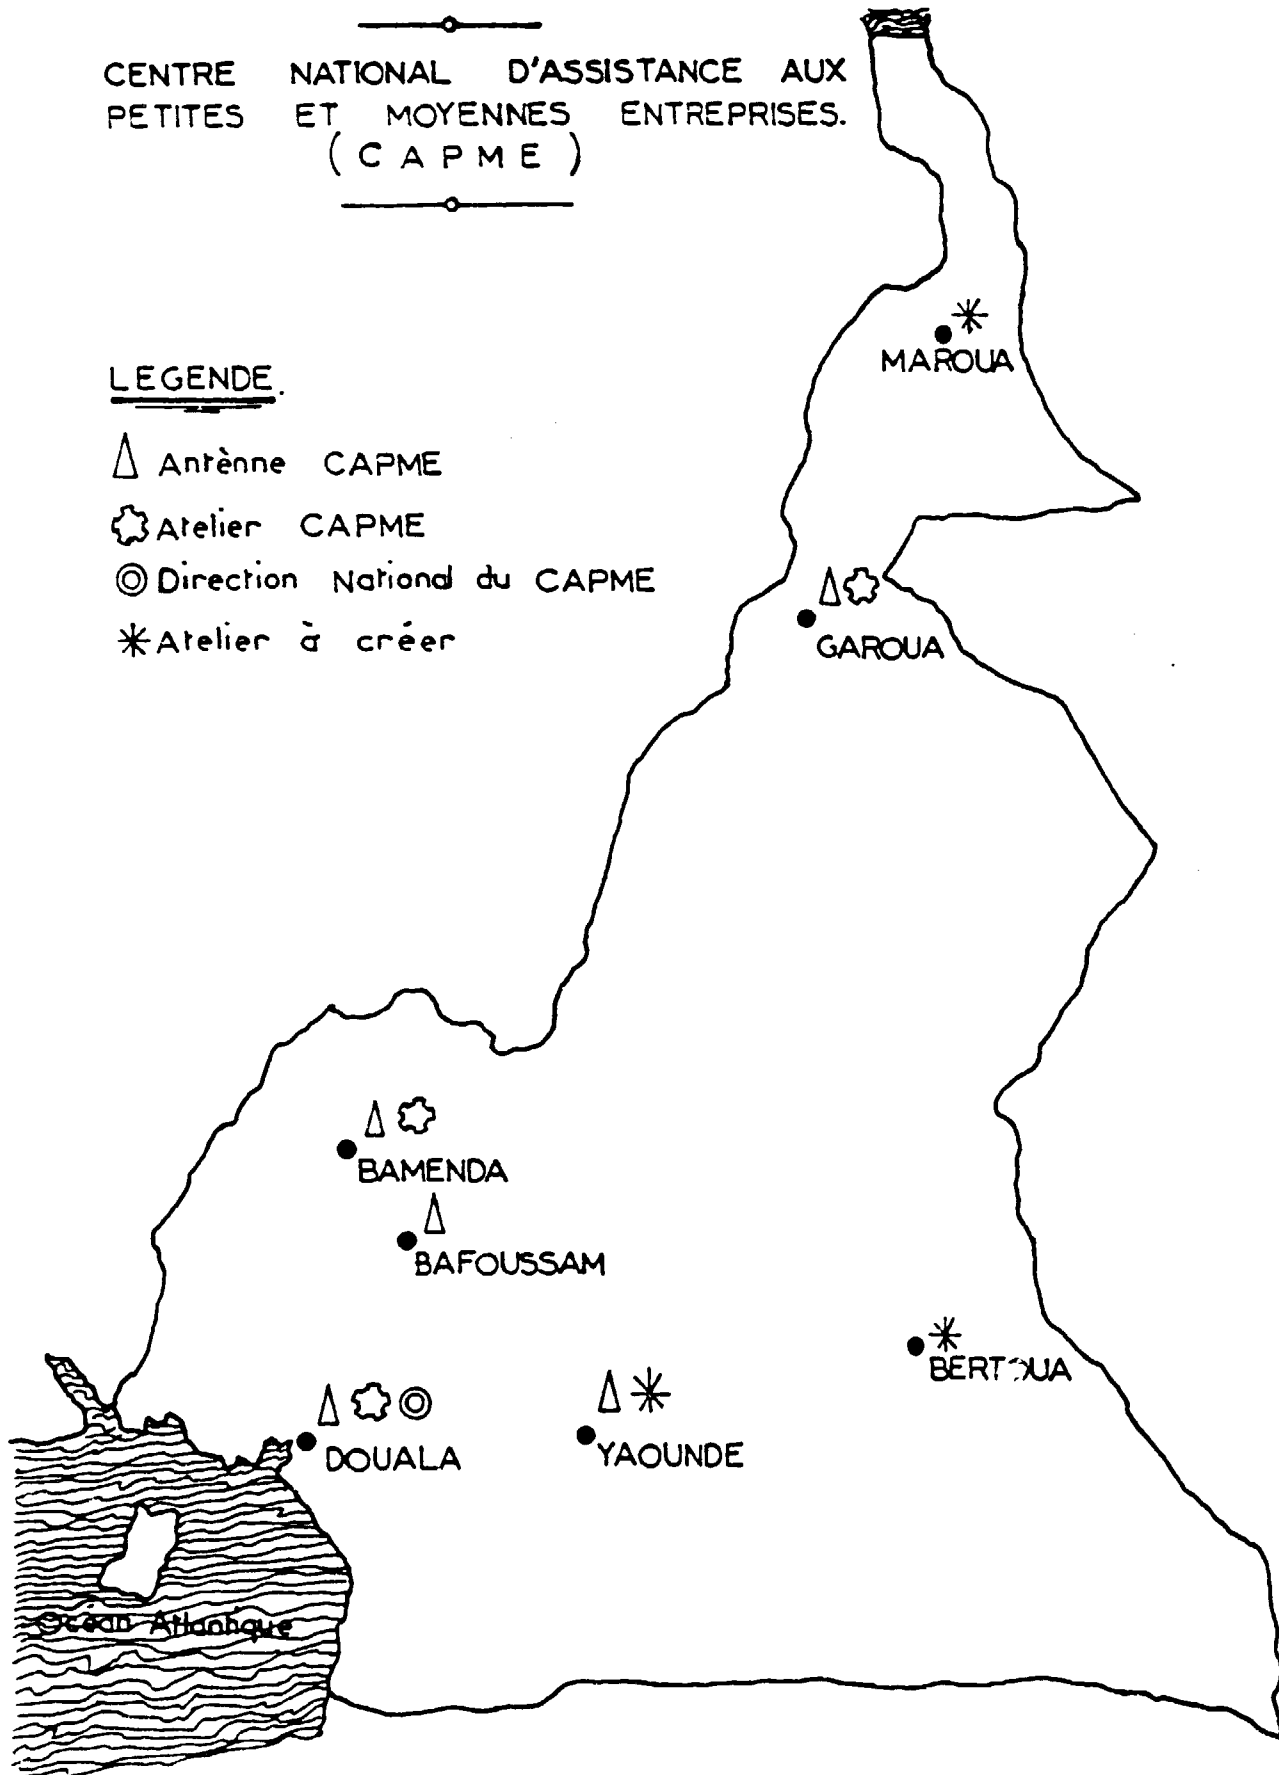 CENTRE NATIONAL D'ASSISTANCE AUX
PETITES ET MOYENNES ENTREPRISES.
(CAPME)
LEGENDE.
Antènne CAPME
Atelier CAPME
Direction National du CAPME
Atelier à créer
MAROUA
GAROUA
BAMENDA
BAFOUSSAM
BERTOUA
DOUALA
YAOUNDE
Océan Atlantique